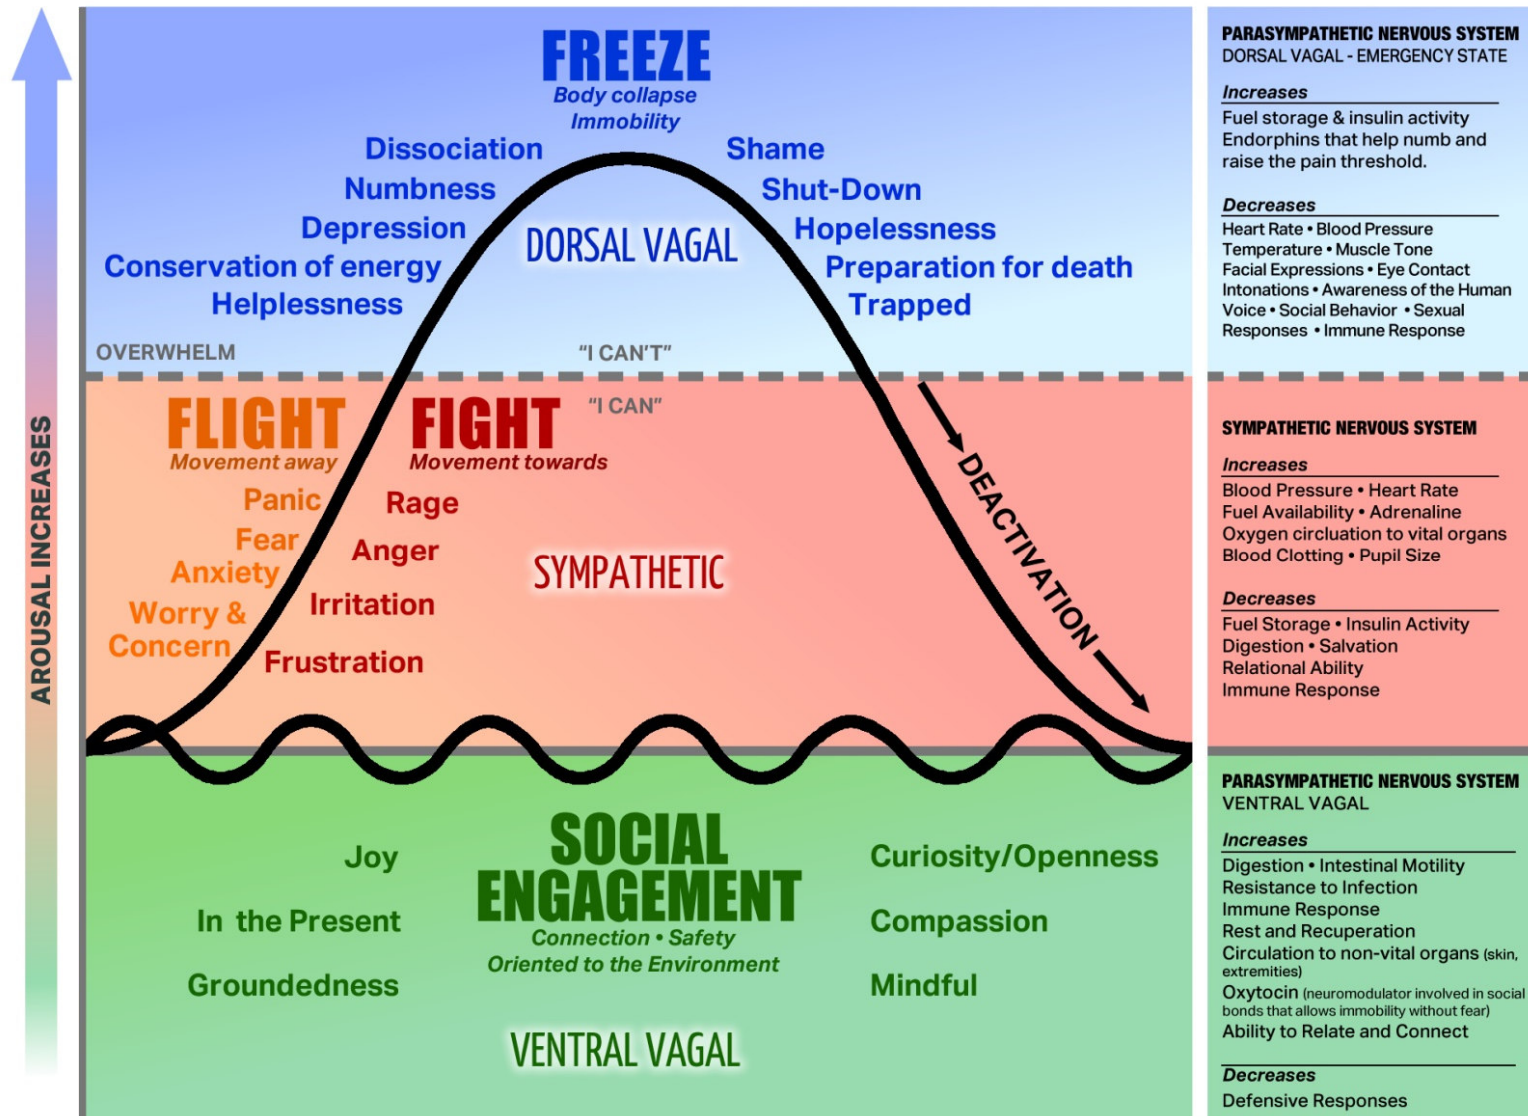 AROUSAL INCREASES
FREEZE
Body collapse
Immobility
Dissociation
Numbness
Depression
Conservation of energy
Helplessness
Shame
Shut-Down
Hopelessness
Preparation for death
Trapped
DORSAL VAGAL
OVERWHELM
“I CAN’T”
“I CAN”
FLIGHT
Movement away
Panic
Fear
Anxiety
Worry &
Concern
FIGHT
Movement towards
Rage
Anger
Irritation
Frustration
SYMPATHETIC
DEACTIVATION
SOCIAL
ENGAGEMENT
Connection • Safety
Oriented to the Environment
Joy
In the Present
Groundedness
Curiosity/Openness
Compassion
Mindful
VENTRAL VAGAL
PARASYMPATHETIC NERVOUS SYSTEM
DORSAL VAGAL - EMERGENCY STATE
Increases
Fuel storage & insulin activity
Endorphins that help numb and
raise the pain threshold.
Decreases
Heart Rate • Blood Pressure
Temperature • Muscle Tone
Facial Expressions • Eye Contact
Intonations • Awareness of the Human
Voice • Social Behavior • Sexual
Responses • Immune Response
SYMPATHETIC NERVOUS SYSTEM
Increases
Blood Pressure • Heart Rate
Fuel Availability • Adrenaline
Oxygen circluation to vital organs
Blood Clotting • Pupil Size
Decreases
Fuel Storage • Insulin Activity
Digestion • Salvation
Relational Ability
Immune Response
PARASYMPATHETIC NERVOUS SYSTEM
VENTRAL VAGAL
Increases
Digestion • Intestinal Motility
Resistance to Infection
Immune Response
Rest and Recuperation
Circulation to non-vital organs (skin,
extremities)
Oxytocin (neuromodulator involved in social
bonds that allows immobility without fear)
Ability to Relate and Connect
Decreases
Defensive Responses